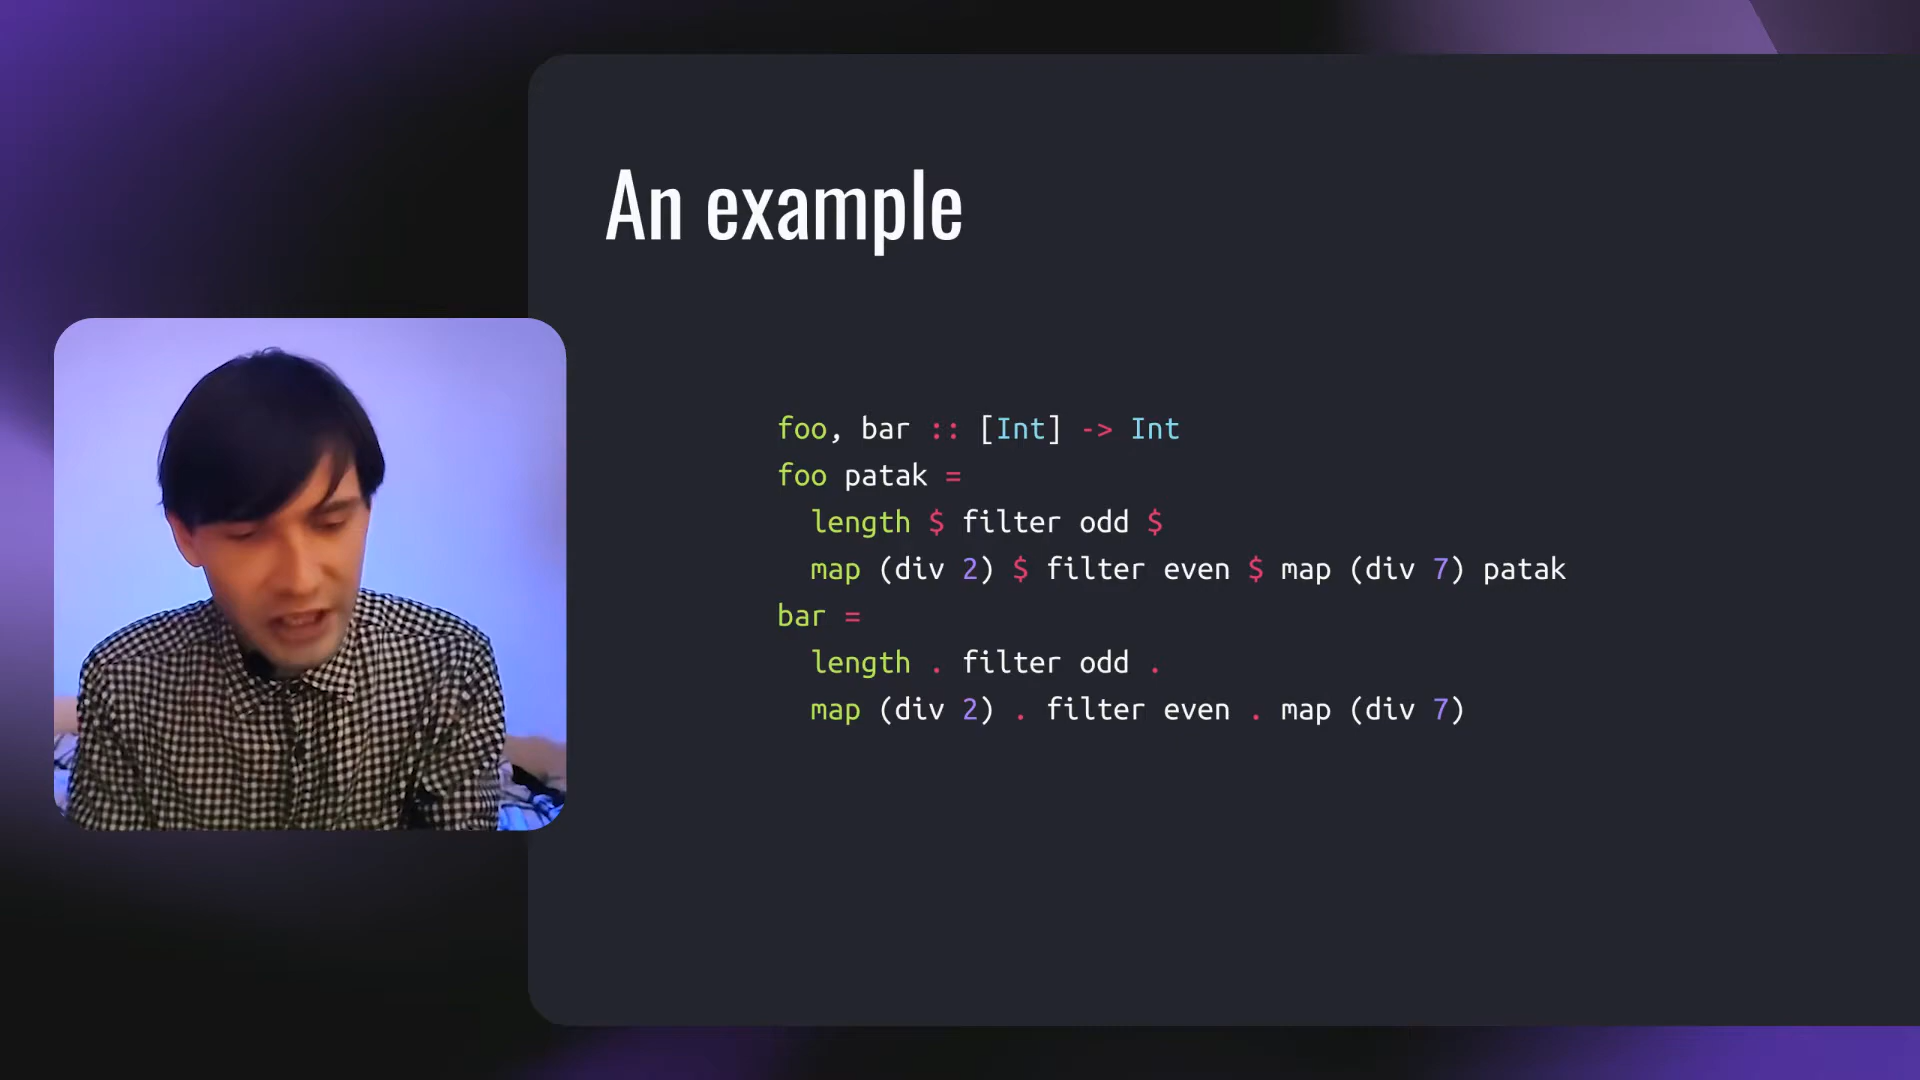 An example
foo, bar :: [Int] -> Int
foo patak =
length $ filter odd $
map (div 2) $ filter even $ map (div 7) patak
bar =
length . filter odd .
map (div 2) . filter even . map (div 7)